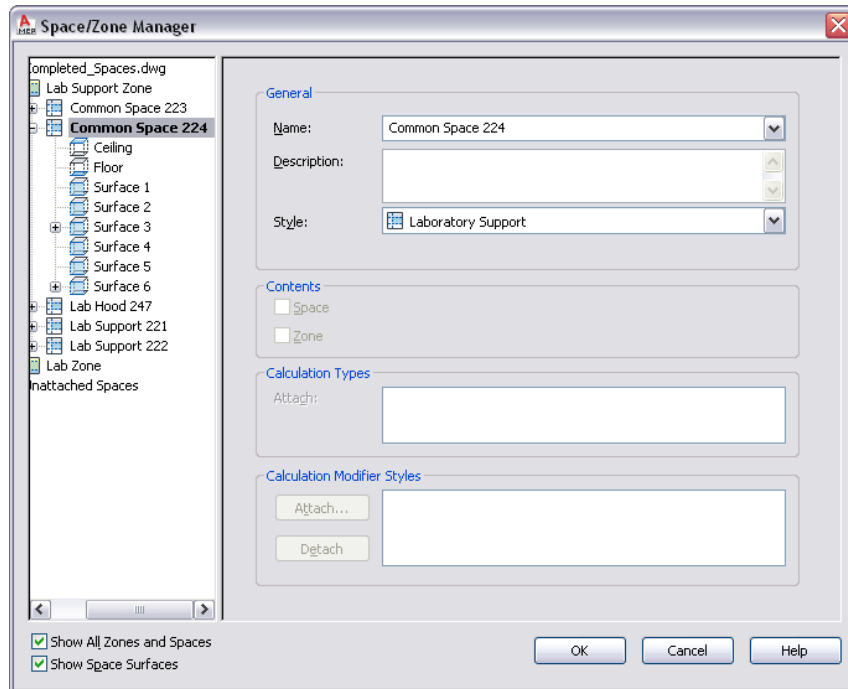 A
MEP
Space/Zone Manager
Completed_Spaces.dwg
Lab Support Zone
Common Space 223
Common Space 224
Ceiling
Floor
Surface 1
Surface 2
Surface 3
Surface 4
Surface 5
Surface 6
Lab Hood 247
Lab Support 221
Lab Support 222
Lab Zone
Unattached Spaces
Show All Zones and Spaces
Show Space Surfaces
General
Name: Common Space 224
Description:
Style: Laboratory Support
Contents
Space
Zone
Calculation Types
Attach:
Calculation Modifier Styles
Attach...
Detach
OK Cancel Help